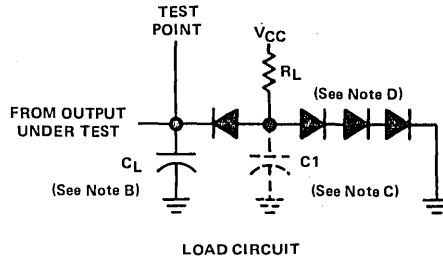 TEST
POINT
VCC
RL
(See Note D)
FROM OUTPUT
UNDER TEST
CL
C1
(See Note B)
(See Note C)
LOAD CIRCUIT